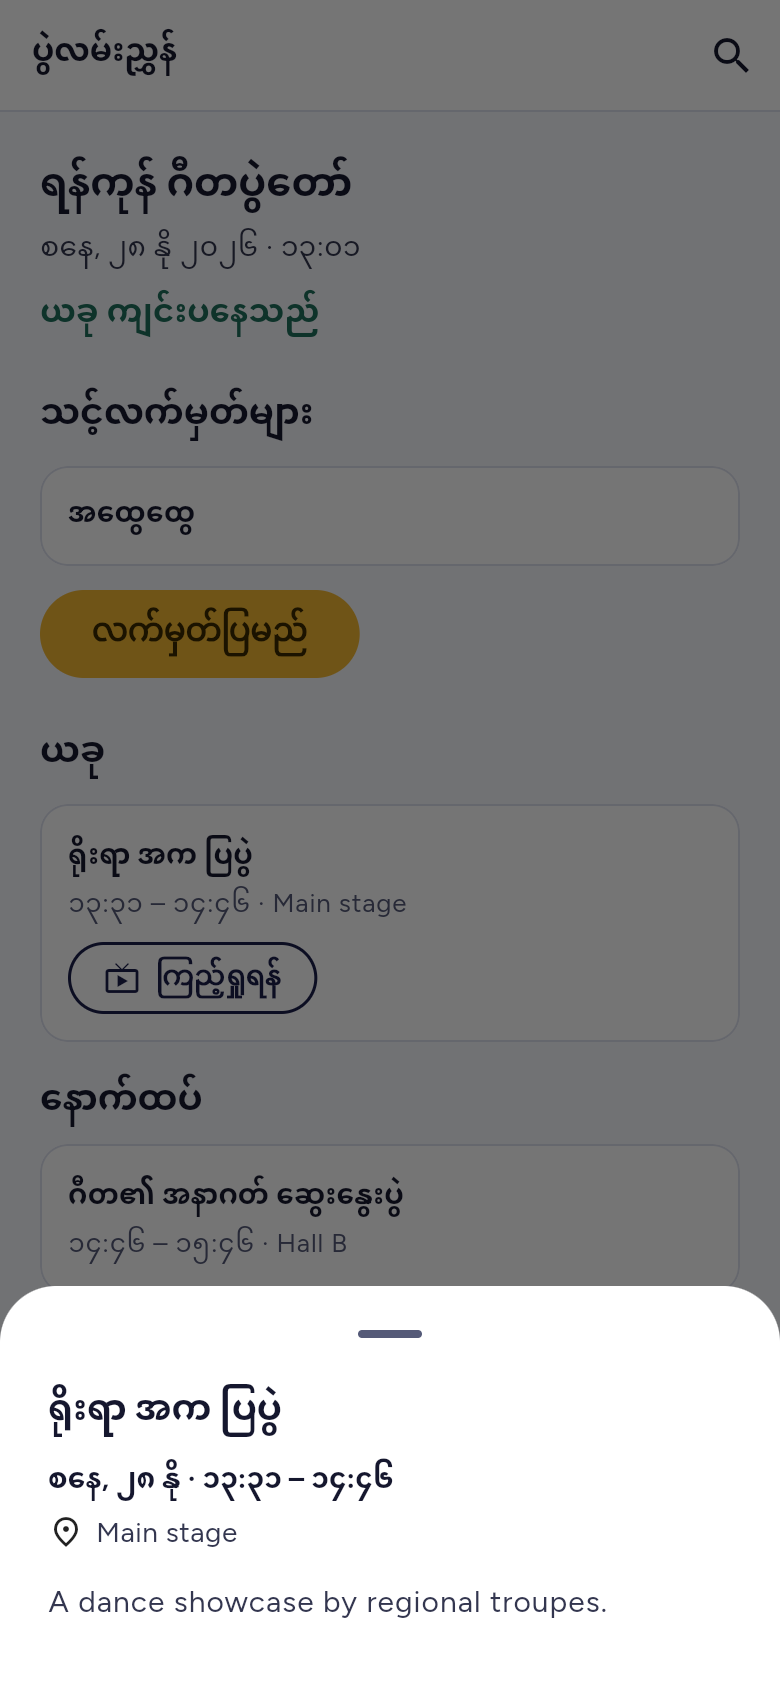 ပွဲလမ်းညွှန်
ရန်ကုန် ဂီတပွဲတော်
စနေ, ၂၈ နို ၂၀၂၆ · ၁၃:၀၁
ယခု ကျင်းပနေသည်
သင့်လက်မှတ်များ
အထွေထွေ
လက်မှတ်ပြမည်
ယခု
ရိုးရာ အက ပြပွဲ
၁၃:၃၁ – ၁၄:၄၆ · Main stage
ကြည့်ရှုရန်
နောက်ထပ်
ဂီတ၏ အနာဂတ် ဆွေးနွေးပွဲ
၁၄:၄၆ – ၁၅:၄၆ · Hall B
ရိုးရာ အက ပြပွဲ
စနေ, ၂၈ နို · ၁၃:၃၁ – ၁၄:၄၆
Main stage
A dance showcase by regional troupes.